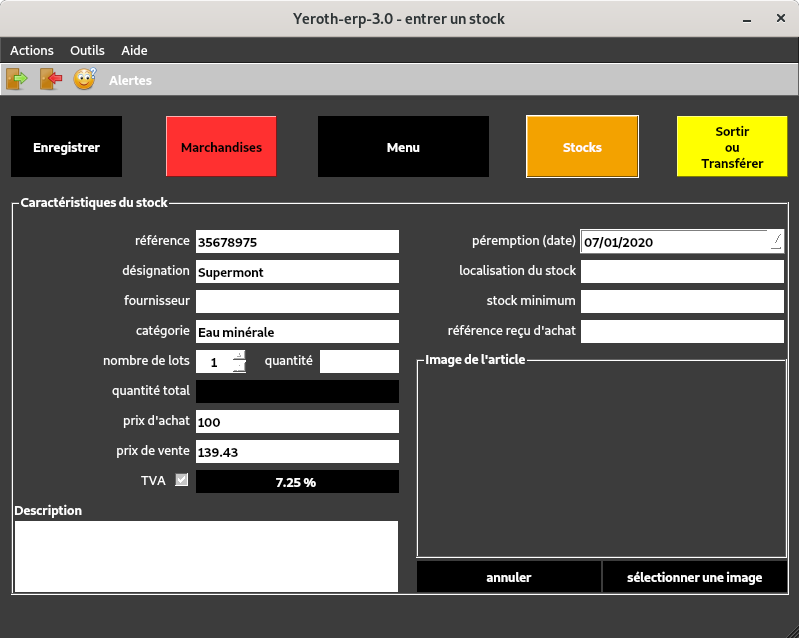 Yeroth-erp-3.0 - entrer un stock
Actions Outils Aide
Alertes
Enregistrer
Marchandises
Menu
Stocks
Sortir
ou
Transférer
Caractéristiques du stock
référence 35678975
désignation Supermont
fournisseur
catégorie Eau minérale
nombre de lots 1 quantité
quantité total
prix d'achat 100
prix de vente 139.43
TVA 7.25 %
Description
péremption (date) 07/01/2020
localisation du stock
stock minimum
référence reçu d'achat
Image de l'article
annuler sélectionner une image